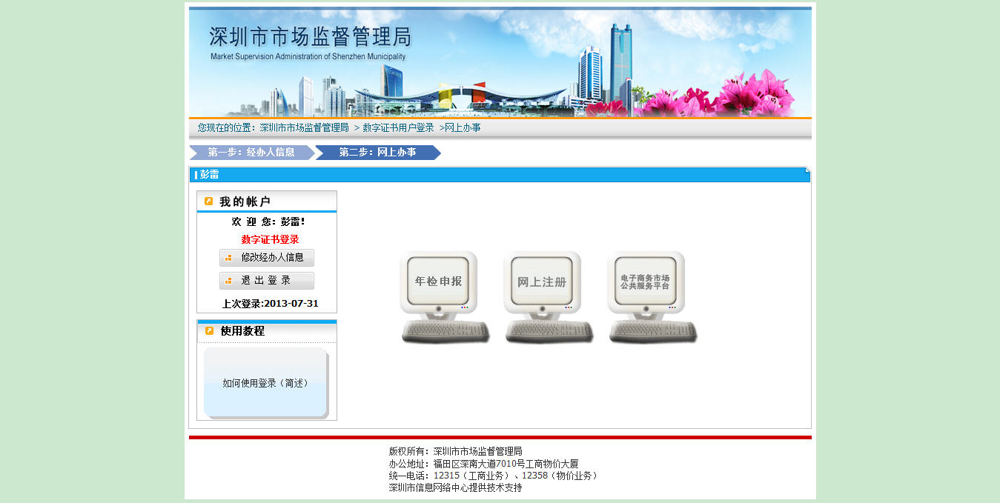 深圳市市场监督管理局
Market Supervision Administration of Shenzhen Municipality
您现在的位置：深圳市市场监督管理局 > 数字证书用户登录 >网上办事
第一步：经办人信息 第二步：网上办事
彭雷
我的帐户
欢 迎 您：彭雷！
数字证书登录
修改经办人信息
退 出 登 录
上次登录:2013-07-31
使用教程
如何使用登录（简述）
年检申报
网上注册
电子商务市场
公共服务平台
版权所有：深圳市市场监督管理局
办公地址：福田区深南大道7010号工商物价大厦
统一电话：12315（工商业务）、12358（物价业务）
深圳市信息网络中心提供技术支持